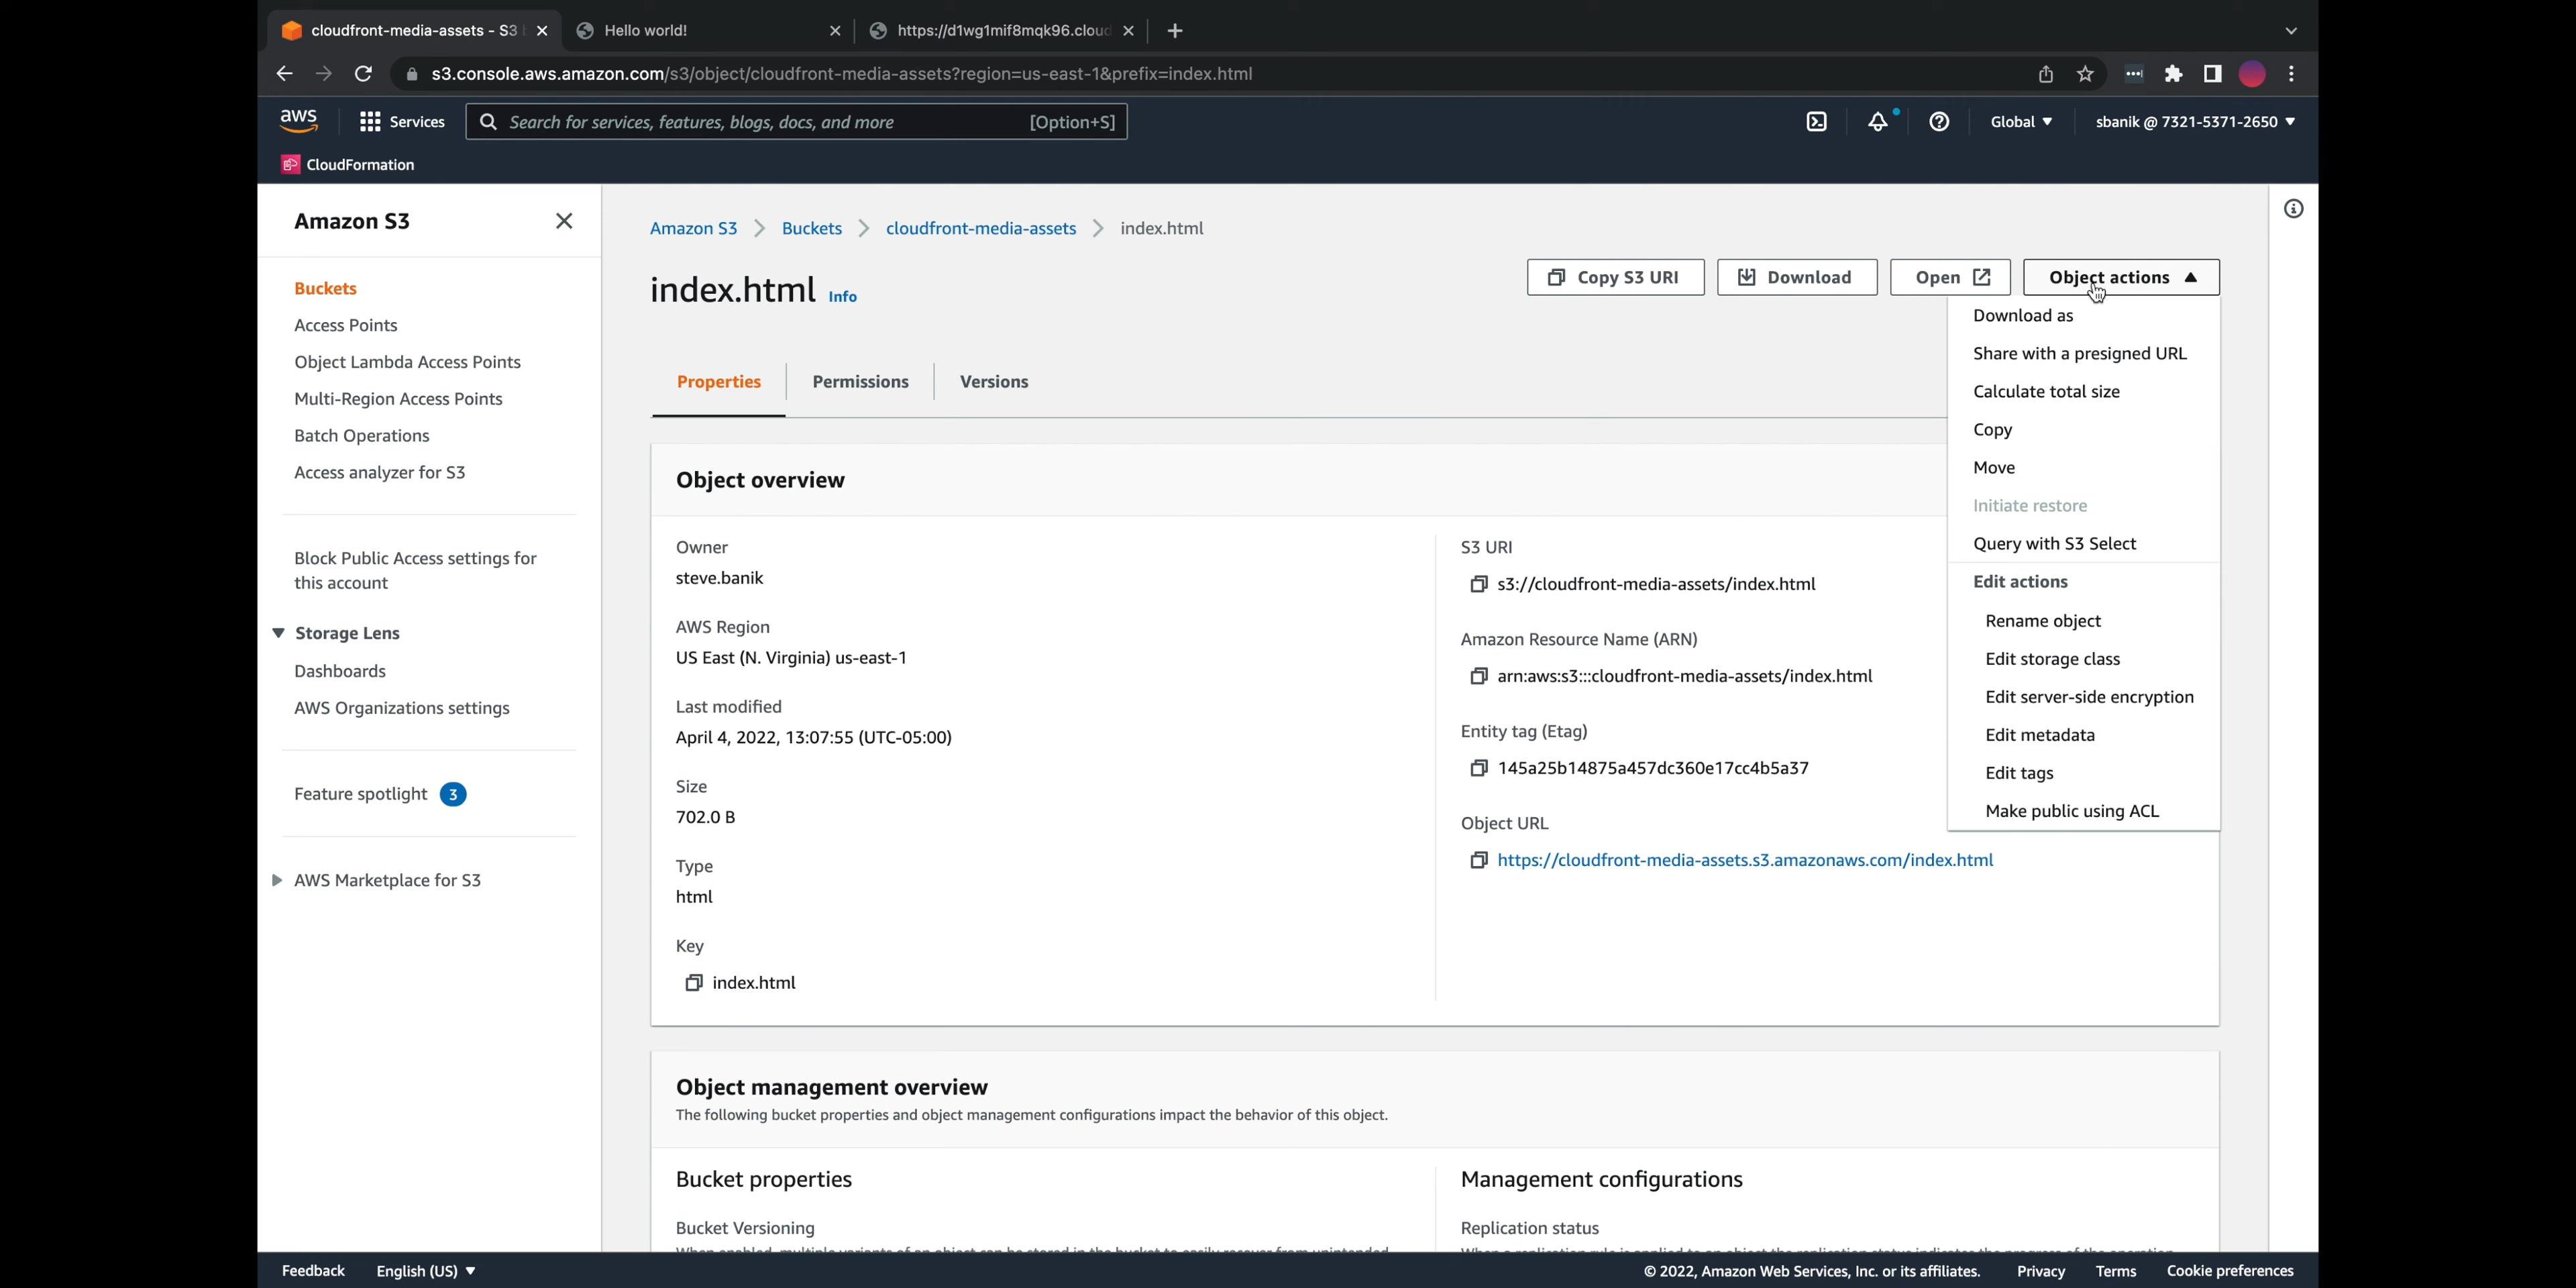 cloudfront-media-assets - S3
Hello world!
https://d1wg1mif8mqk96.cloud
s3.console.aws.amazon.com/s3/object/cloudfront-media-assets?region=us-east-1&prefix=index.html
aws
Services
Search for services, features, blogs, docs, and more
[Option+S]
Global
sbanik @ 7321-5371-2650
CloudFormation
Amazon S3
Buckets
Access Points
Object Lambda Access Points
Multi-Region Access Points
Batch Operations
Access analyzer for S3
Block Public Access settings for
this account
Storage Lens
Dashboards
AWS Organizations settings
Feature spotlight 3
AWS Marketplace for S3
Amazon S3 > Buckets > cloudfront-media-assets > index.html
index.html Info
Copy S3 URI
Download
Open
Object actions
Download as
Share with a presigned URL
Calculate total size
Copy
Move
Initiate restore
Query with S3 Select
Edit actions
Rename object
Edit storage class
Edit server-side encryption
Edit metadata
Edit tags
Make public using ACL
Properties
Permissions
Versions
Object overview
Owner
steve.banik
AWS Region
US East (N. Virginia) us-east-1
Last modified
April 4, 2022, 13:07:55 (UTC-05:00)
Size
702.0 B
Type
html
Key
index.html
S3 URI
s3://cloudfront-media-assets/index.html
Amazon Resource Name (ARN)
arn:aws:s3:::cloudfront-media-assets/index.html
Entity tag (Etag)
145a25b14875a457dc360e17cc4b5a37
Object URL
https://cloudfront-media-assets.s3.amazonaws.com/index.html
Object management overview
The following bucket properties and object management configurations impact the behavior of this object.
Bucket properties
Bucket Versioning
Management configurations
Replication status
Feedback
English (US)
© 2022, Amazon Web Services, Inc. or its affiliates.
Privacy
Terms
Cookie preferences